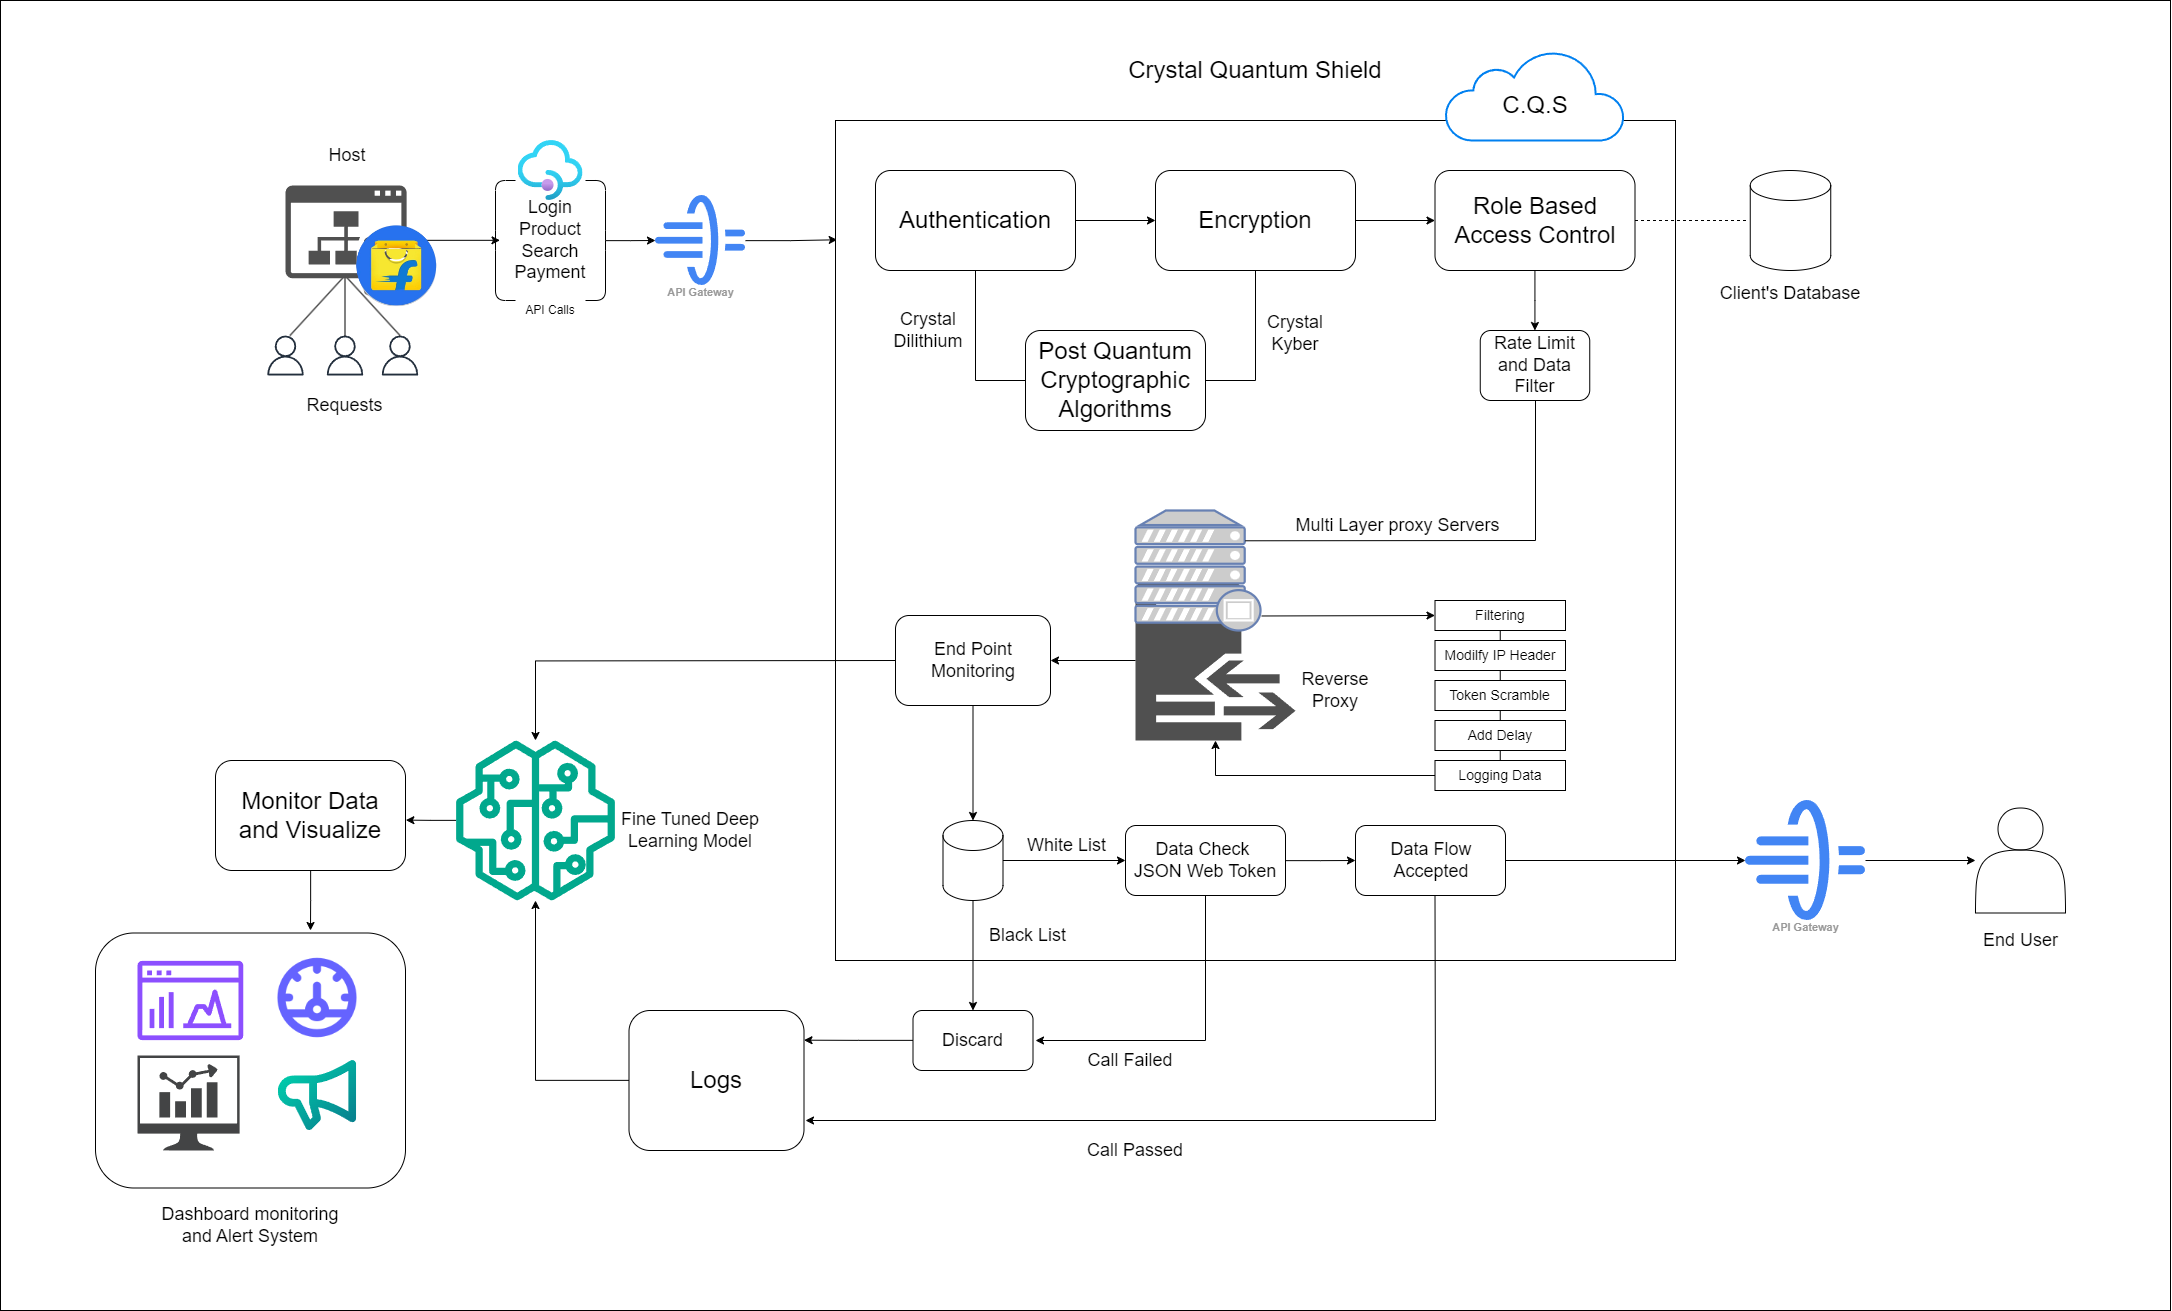 Crystal Quantum Shield
C.Q.S
Host
Login
Product
Search
Payment
API Calls
API Gateway
Requests
Authentication
Encryption
Role Based
Access Control
Client's Database
Crystal
Dilithium
Post Quantum
Cryptographic
Algorithms
Crystal
Kyber
Rate Limit
and Data
Filter
Multi Layer proxy Servers
End Point
Monitoring
Reverse
Proxy
Filtering
Modilfy IP Header
Token Scramble
Add Delay
Logging Data
Monitor Data
and Visualize
Fine Tuned Deep
Learning Model
White List
Data Check
JSON Web Token
Data Flow
Accepted
API Gateway
End User
Black List
Discard
Call Failed
Logs
Call Passed
Dashboard monitoring
and Alert System